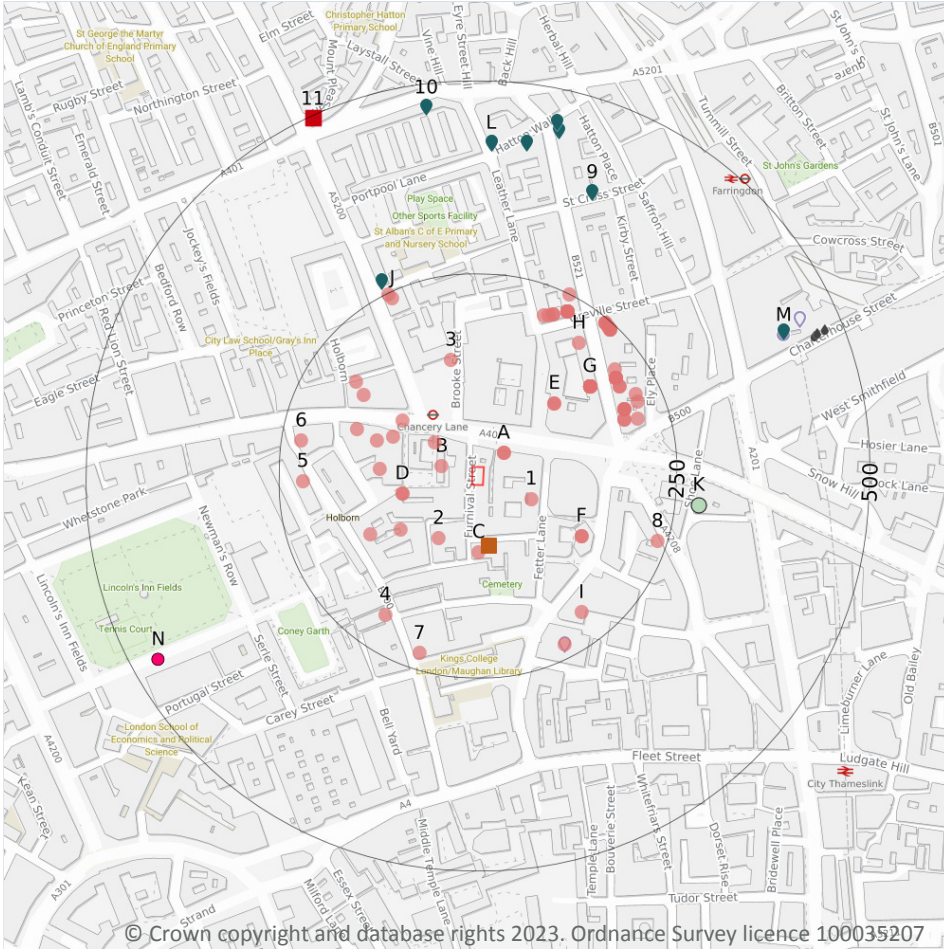 Christopher Hatton
Primary School
St George the Martyr
Church of England Primary
School
Elm Street
Mount Pleas
Laystall Street
Vine Hill
Eyre Street Hill
Back Hill
Herbal Hill
A5201
St John's Square
Britton Street
St John's Lane
Turnmill Street
St John's Gardens
Lamb's Conduit Street
Rugby Street
Northington Street
Emerald Street
11
10
L
Hatton Wall
Hatton Place
A401
A5200
Portpool Lane
Leather Lane
9
St Cross Street
Saffron Hill
Farringdon
Play Space
Other Sports Facility
St Alban's C of E Primary
and Nursery School
Kirby Street
Cowcross Street
Jockey's Fields
Bedford Row
Princeton Street
Red Lion Street
B521
J
H
eville Street
M
Charterhouse Street
City Law School/Gray's Inn
Place
Holborn
3
Brooke Street
Eagle Street
G
E
Ely Place
West Smithfield
B500
Chancery Lane
6
A40
A
Hosier Lane
B
A201
5
D
Furnival Street
1
250
Shoe Lane
K
Snow Hill
500
Cock Lane
Whetstone Park
Newman's Row
Holborn
2
C
Fetter Lane
F
8
A4208
Lincoln's Inn Fields
Lincoln's Inn Fields
Cemetery
4
I
Tennis Court
N
Coney Garth
7
Kings College
London/Maughan Library
Serle Street
Portugal Street
Carey Street
Limeburner Lane
Old Bailey
London School of
Economics and Political
Science
Bell Yard
Fleet Street
Ludgate Hill
City Thameslink
A4200
Kean Street
A4
Middle Temple Lane
Temple Lane
Bouverie Street
Whitefriars Street
Dorset Rise
Bridewell Place
A301
Strand
Milford La
Essex Street
Tudor Street
© Crown copyright and database rights 2023. Ordnance Survey licence 100035207